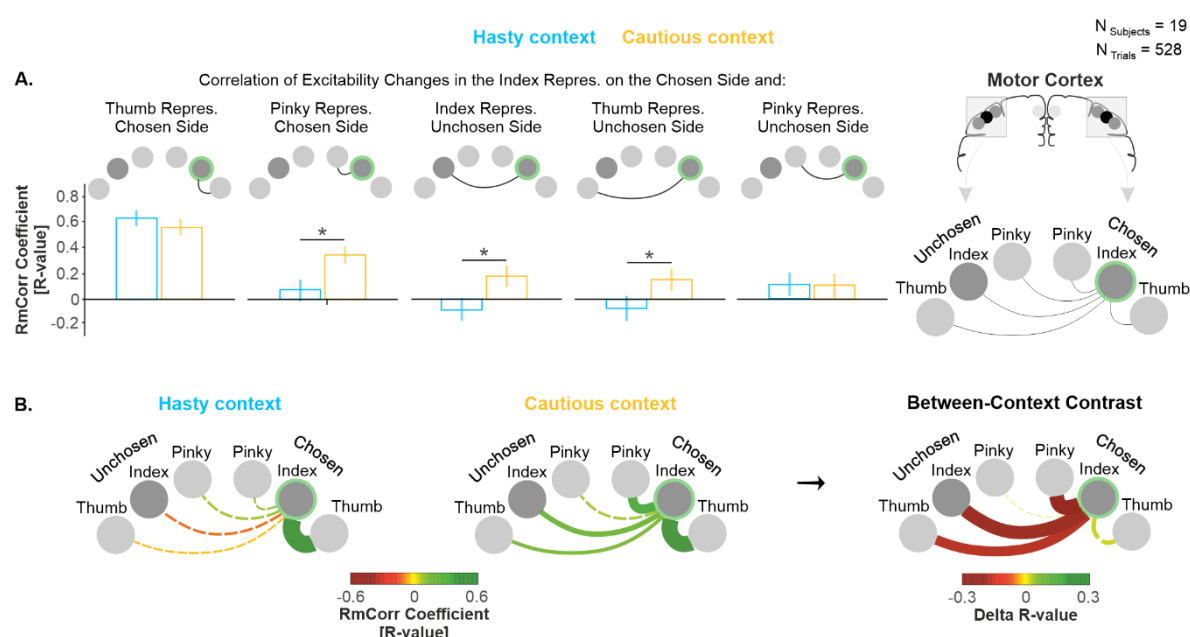 Hasty context Cautious context
N Subjects = 19
N Trials = 528
A.
Correlation of Excitability Changes in the Index Repres. on the Chosen Side and:
Thumb Repres.
Chosen Side
Pinky Repres.
Chosen Side
Index Repres.
Unchosen Side
Thumb Repres.
Unchosen Side
Pinky Repres.
Unchosen Side
RmCorr Coefficient
[R-value]
0.8
0.6
0.4
0.2
0
-0.2
*
*
*
Motor Cortex
Unchosen
Chosen
Pinky
Pinky
Index
Index
Thumb
Thumb
B.
Hasty context
Unchosen
Chosen
Pinky
Pinky
Index
Index
Thumb
Thumb
Cautious context
Unchosen
Chosen
Pinky
Pinky
Index
Index
Thumb
Thumb
Between-Context Contrast
Unchosen
Chosen
Pinky
Pinky
Index
Index
Thumb
Thumb
-0.6 0 0.6
RmCorr Coefficient
[R-value]
-0.3 0 0.3
Delta R-value